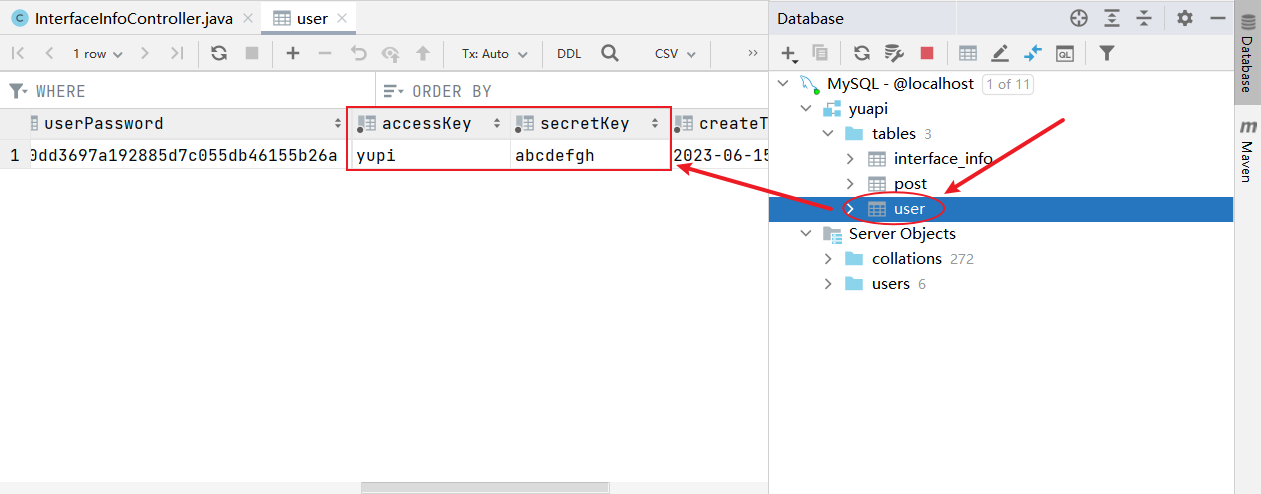 InterfaceInfoController.java
user
1 row
Tx: Auto
DDL
CSV
WHERE
ORDER BY
userPassword
accessKey
secretKey
createT
1
0dd3697a192885d7c055db46155b26a
yupi
abcdefgh
2023-06-15
Database
MySQL - @localhost
1 of 11
yuapi
tables 3
interface_info
post
user
Server Objects
collations 272
users 6
Database
Maven